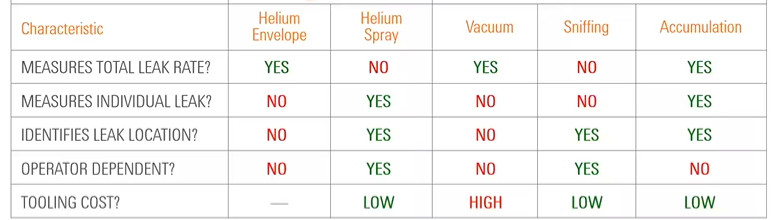 Characteristic Helium Envelope Helium Spray Vacuum Sniffing Accumulation
MEASURES TOTAL LEAK RATE? YES NO YES NO YES
MEASURES INDIVIDUAL LEAK? NO YES NO NO YES
IDENTIFIES LEAK LOCATION? NO YES NO YES YES
OPERATOR DEPENDENT? NO YES NO YES NO
TOOLING COST? — LOW HIGH LOW LOW